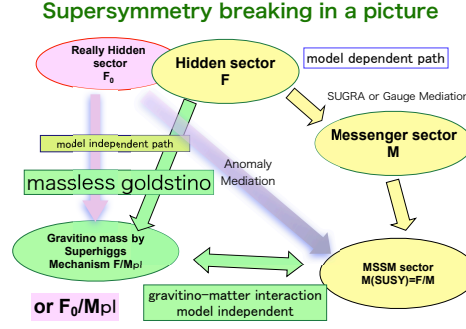 Supersymmetry breaking in a picture
Really Hidden
sector
F₀
Hidden sector
F
model dependent path
SUGRA or Gauge Mediation
Messenger sector
M
model independent path
Anomaly
Mediation
massless goldstino
Gravitino mass by
Superhiggs
Mechanism F/Mpl
MSSM sector
M(SUSY)=F/M
or F₀/Mpl
gravitino-matter interaction
model independent